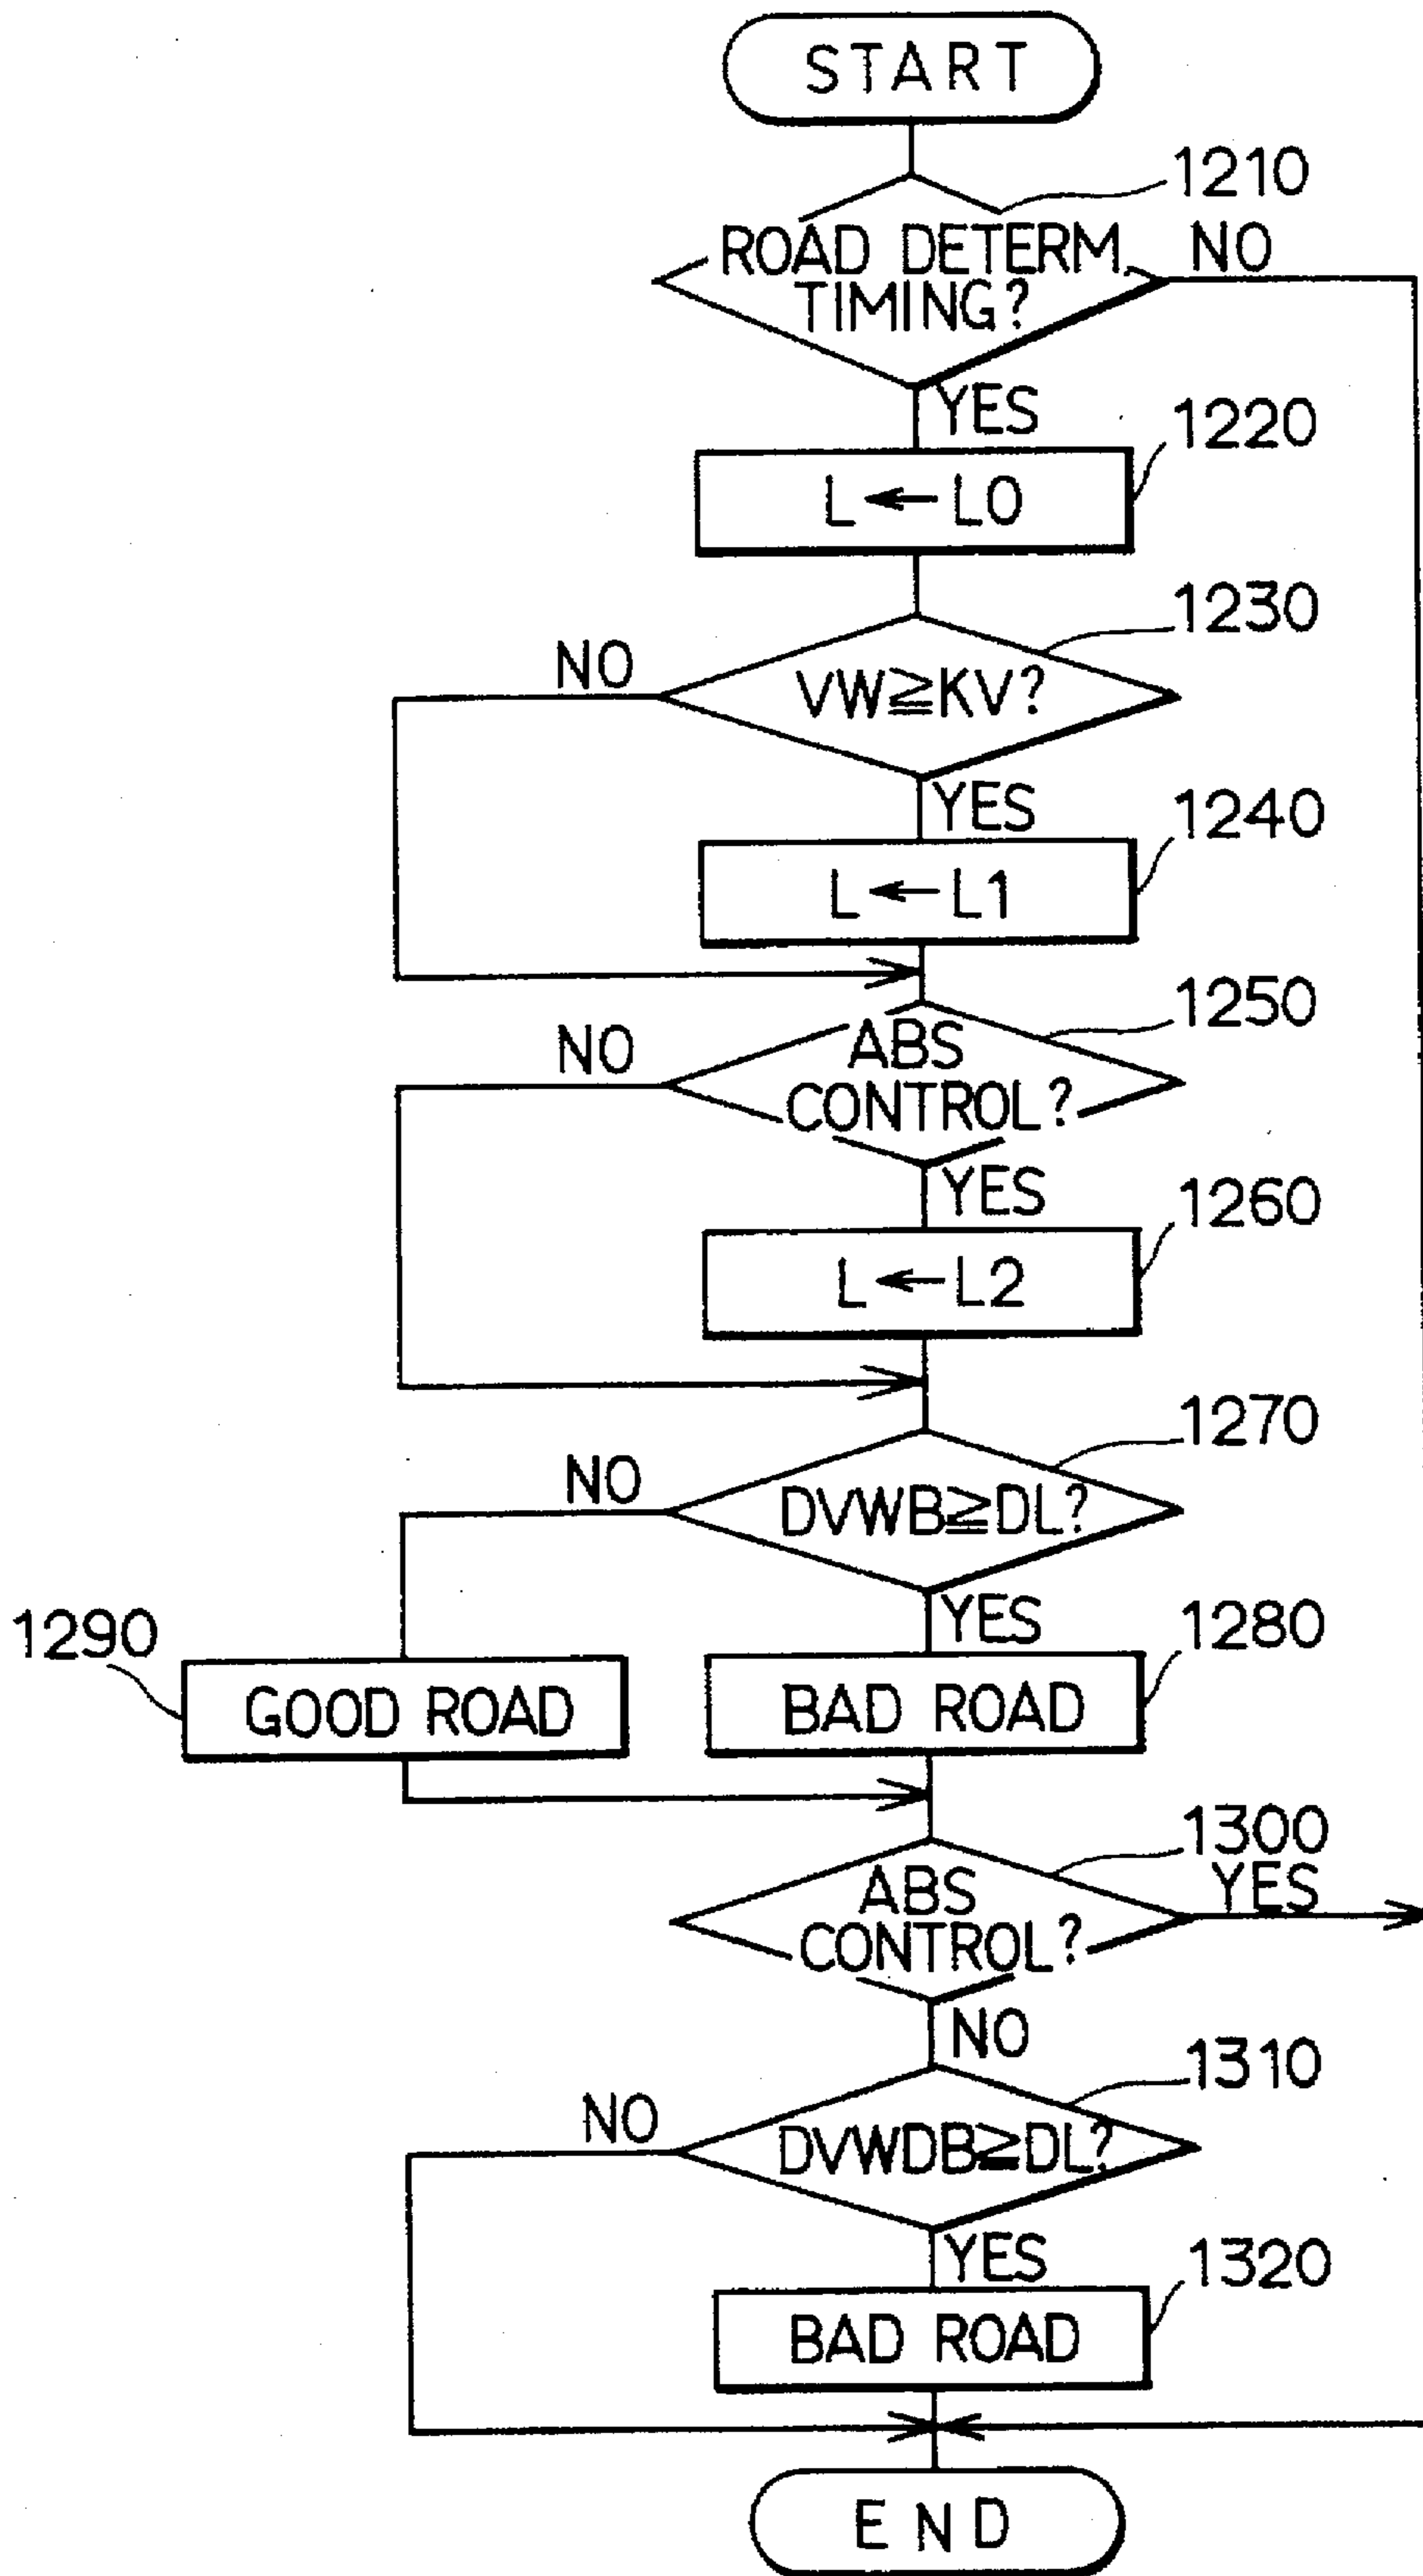 START
1210
ROAD DETERM.
TIMING?
NO
YES
1220
L ← L0
1230
NO
VW≧KV?
YES
1240
L ← L1
1250
NO
ABS
CONTROL?
YES
1260
L ← L2
1270
NO
DVWB≧DL?
YES
1290
1280
GOOD ROAD
BAD ROAD
1300
YES
ABS
CONTROL?
NO
1310
NO
DVWDB≧DL?
YES
1320
BAD ROAD
END